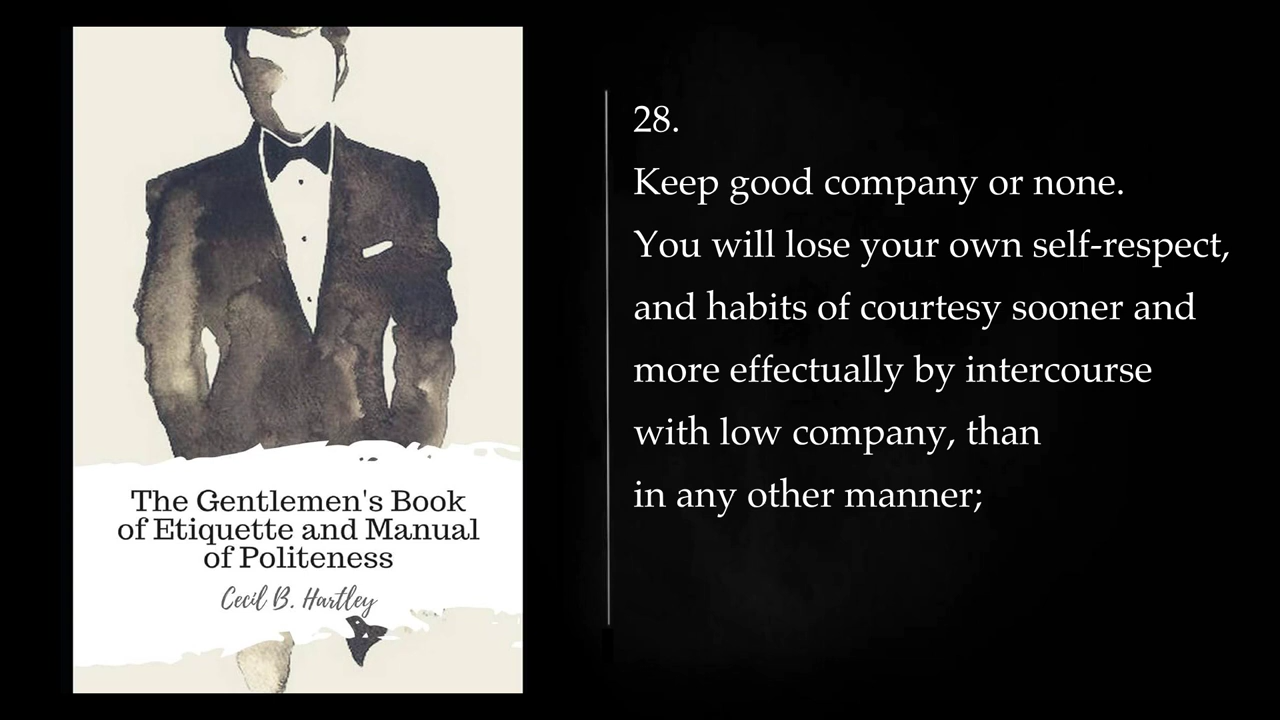 The Gentlemen's Book
of Etiquette and Manual
of Politeness
Cecil B. Hartley
28.
Keep good company or none.
You will lose your own self-respect,
and habits of courtesy sooner and
more effectually by intercourse
with low company, than
in any other manner;